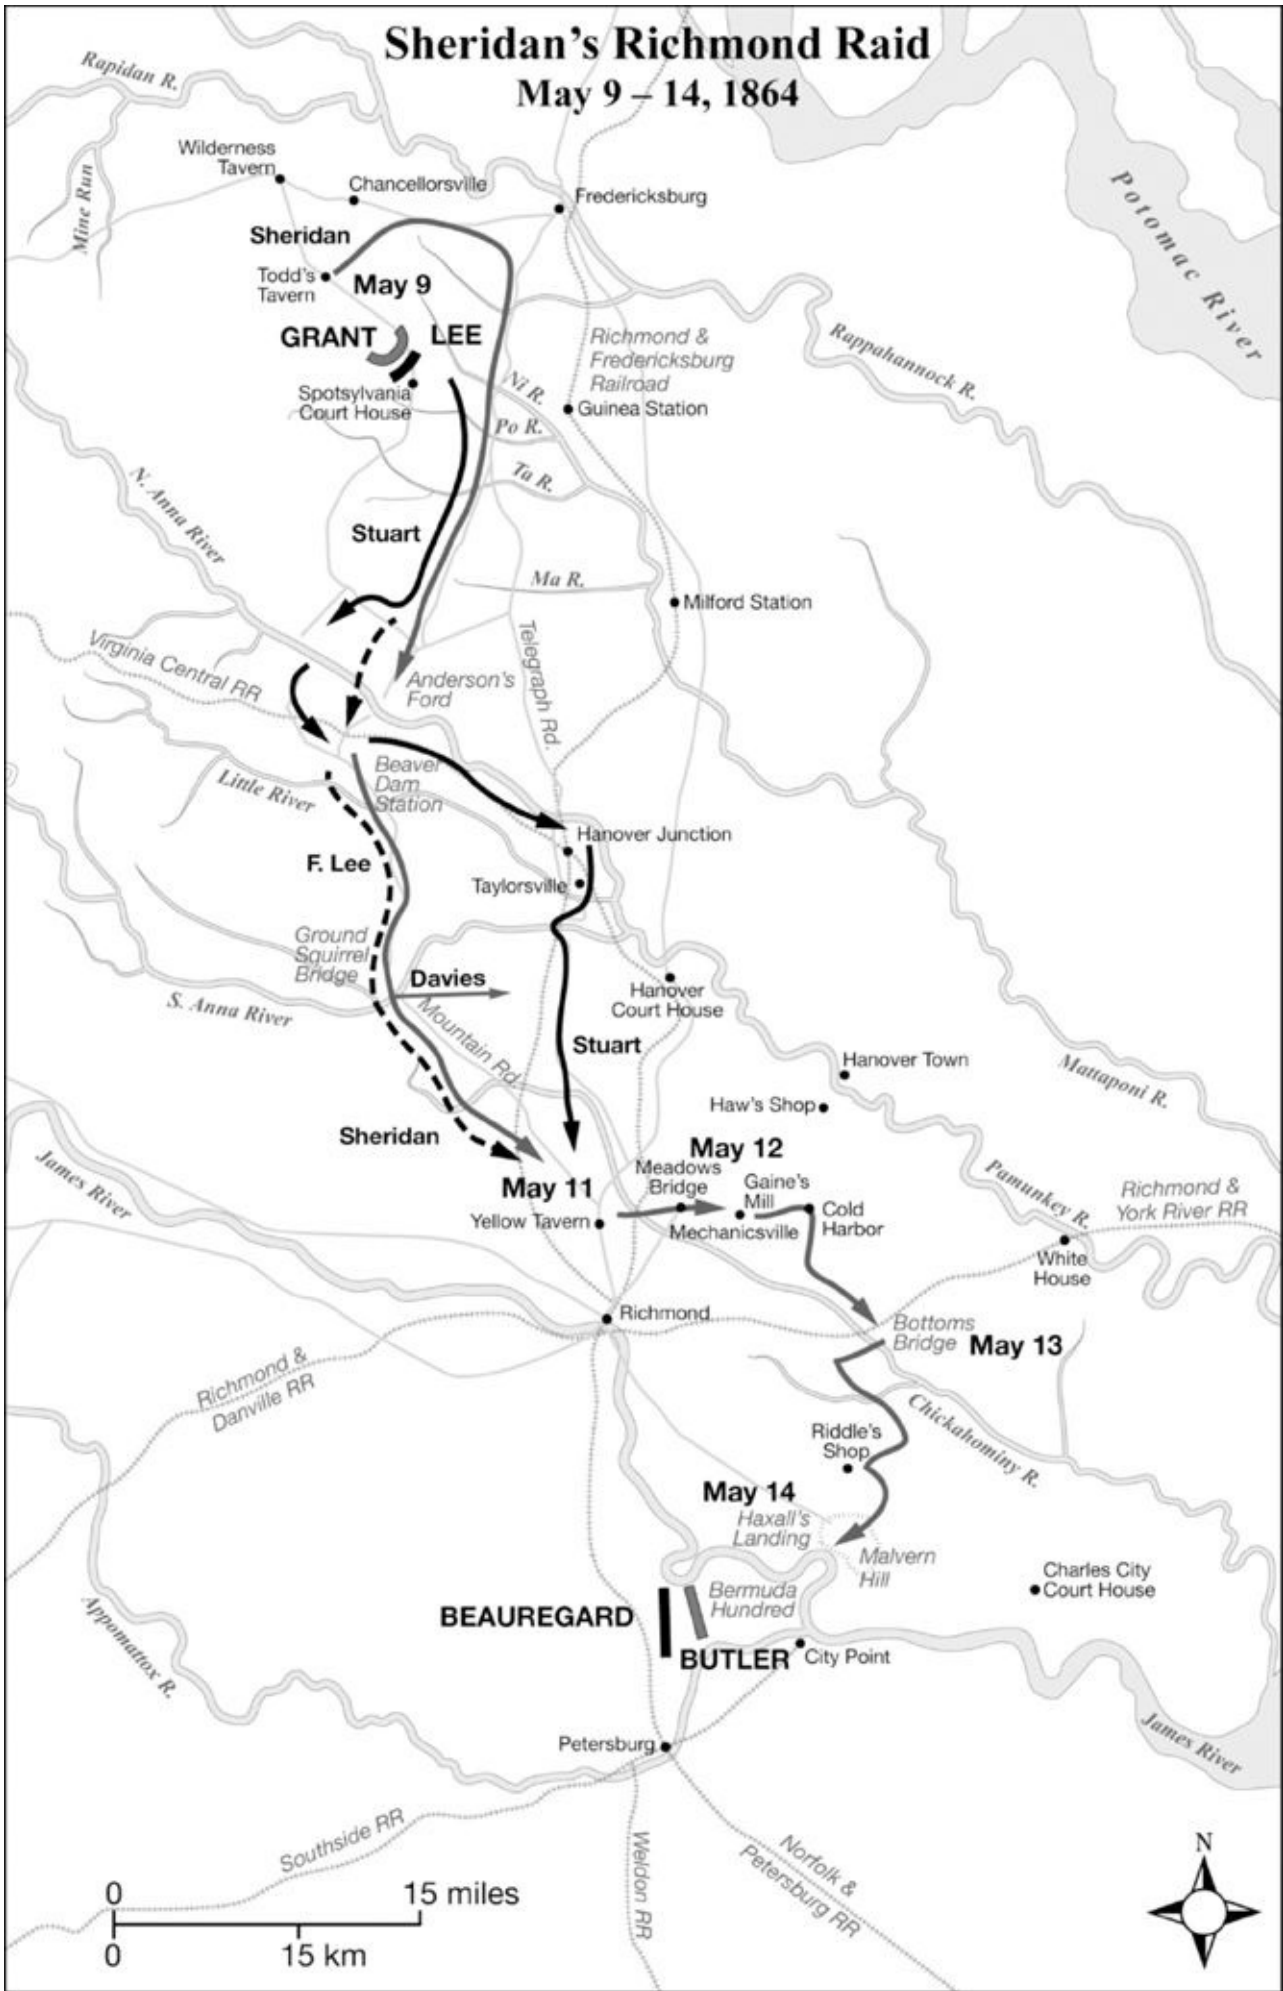 Sheridan's Richmond Raid
May 9 – 14, 1864
Rapidan R.
Wilderness
Tavern
Mine Run
Chancellorsville
Fredericksburg
Potomac River
Sheridan
Todd's
Tavern
May 9
GRANT
LEE
Richmond &
Fredericksburg
Railroad
Rappahannock R.
Spotsylvania
Court House
Ni R.
Guinea Station
Po R.
Ta R.
N. Anna River
Stuart
Ma R.
Milford Station
Telegraph Rd.
Virginia Central RR
Anderson's
Ford
Beaver
Dam
Station
Little River
Hanover Junction
F. Lee
Taylorsville
Ground
Squirrel
Bridge
Davies
S. Anna River
Hanover
Court House
Mountain Rd.
Stuart
Hanover Town
Mattaponi R.
Haw's Shop
Sheridan
May 12
James River
May 11
Meadows
Bridge
Gaine's
Mill
Pamunkey R.
Richmond &
York River RR
Yellow Tavern
Mechanicsville
Cold
Harbor
White
House
Richmond
Bottoms
Bridge
May 13
Richmond &
Danville RR
Chickahominy R.
Riddle's
Shop
May 14
Haxall's
Landing
Malvern
Hill
Charles City
Court House
Bermuda
Hundred
BEAUREGARD
BUTLER
City Point
Appomattox R.
James River
Petersburg
Southside RR
Weldon RR
Norfolk &
Petersburg RR
N
0
15 miles
0
15 km